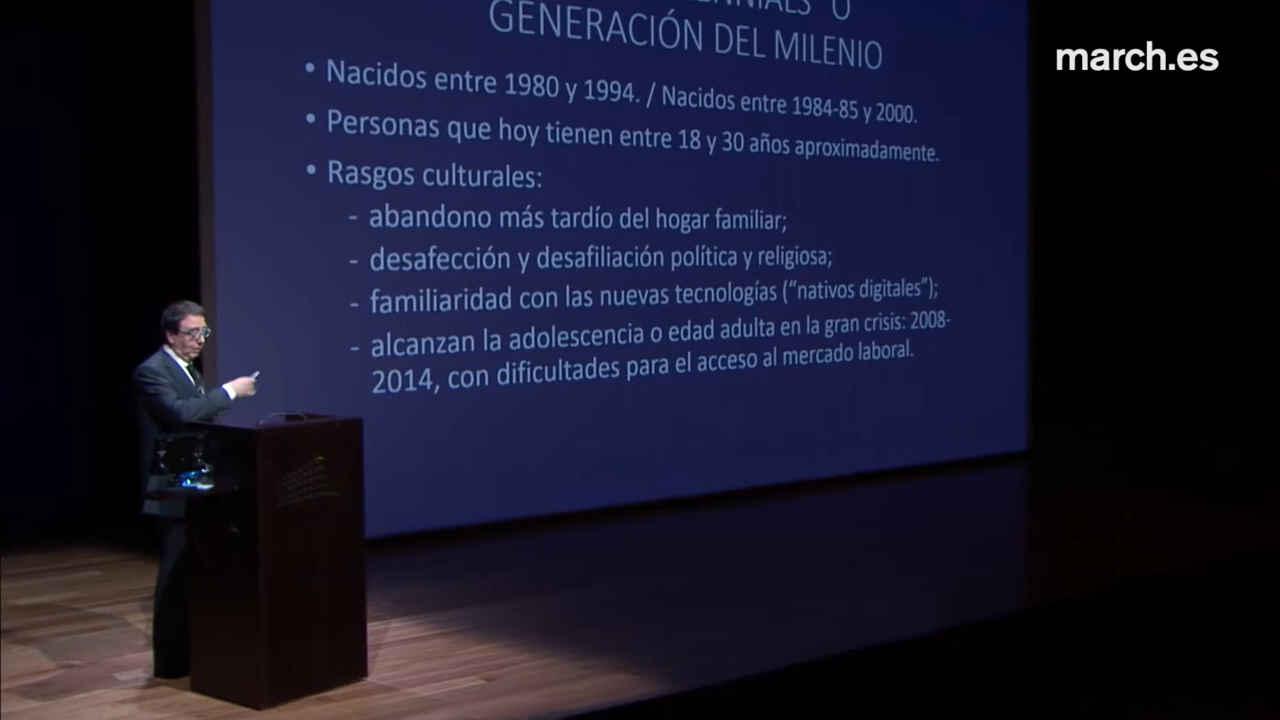 O
GENERACIÓN DEL MILENIO
march.es
• Nacidos entre 1980 y 1994. / Nacidos entre 1984-85 y 2000.
• Personas que hoy tienen entre 18 y 30 años aproximadamente.
• Rasgos culturales:
- abandono más tardío del hogar familiar;
- desafección y desafiliación política y religiosa;
- familiaridad con las nuevas tecnologías (“nativos digitales”);
- alcanzan la adolescencia o edad adulta en la gran crisis: 2008-
2014, con dificultades para el acceso al mercado laboral.